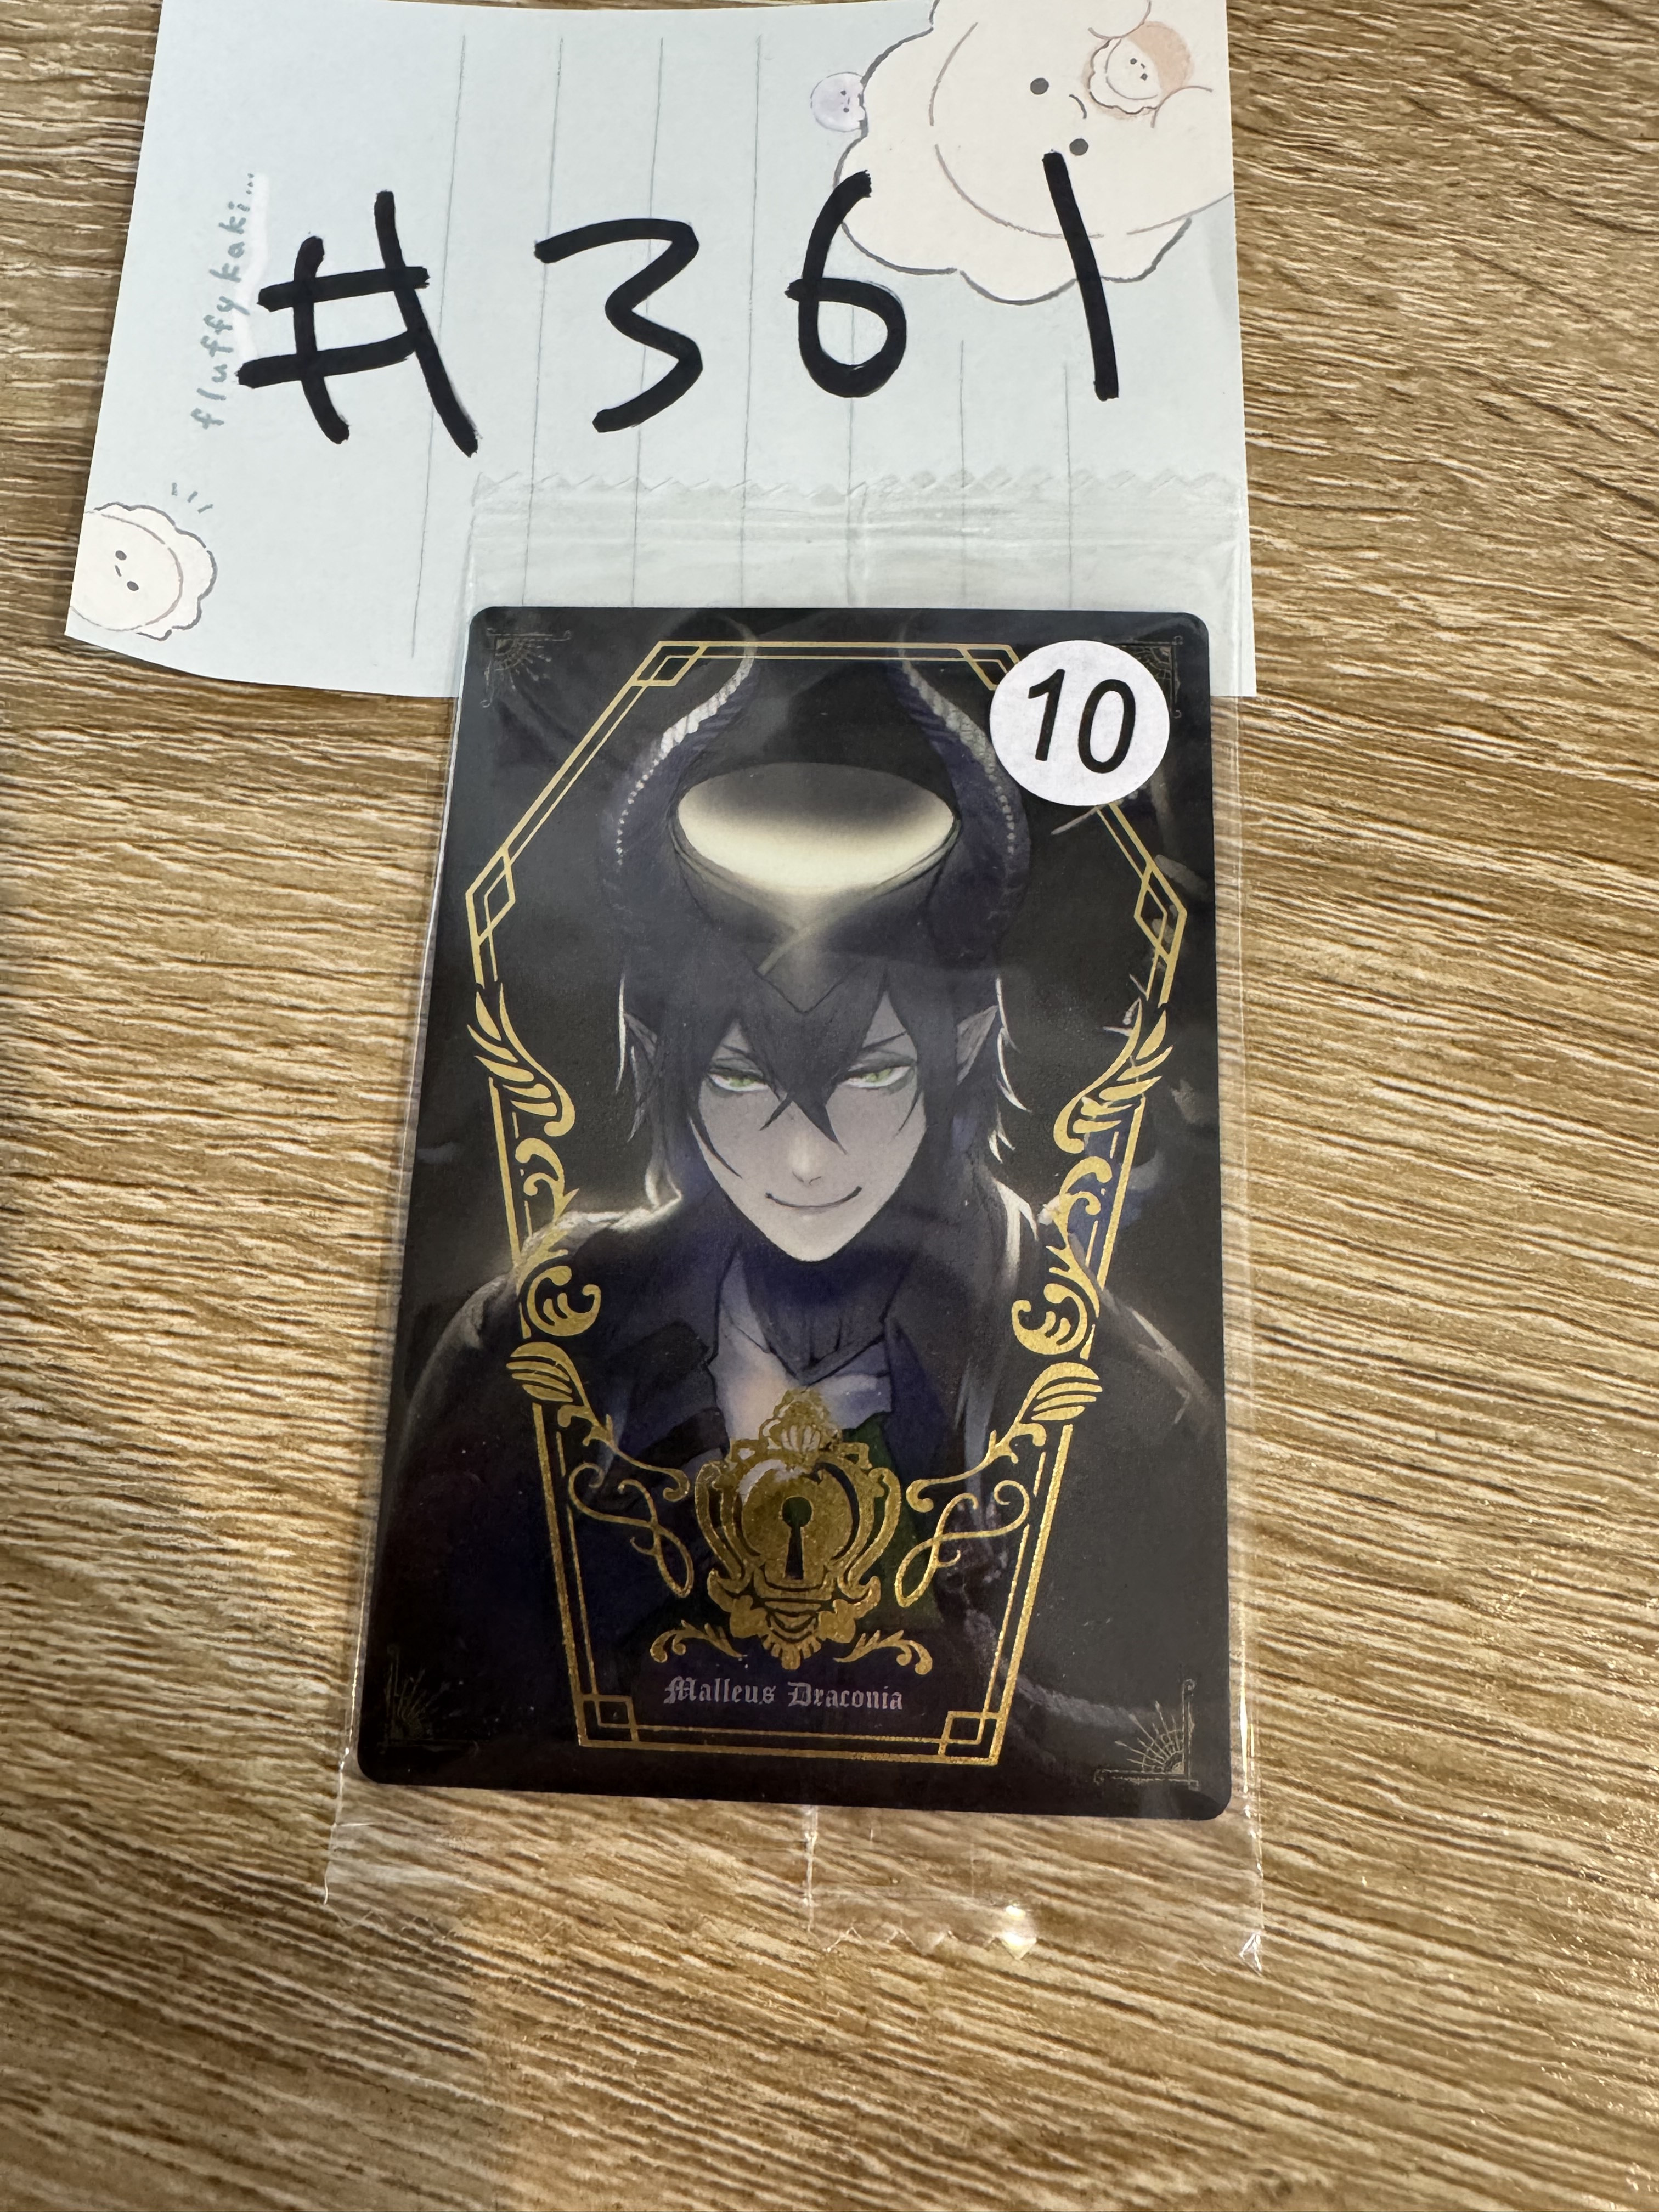 fluffy kaki...
#361
10
Malleus Draconia